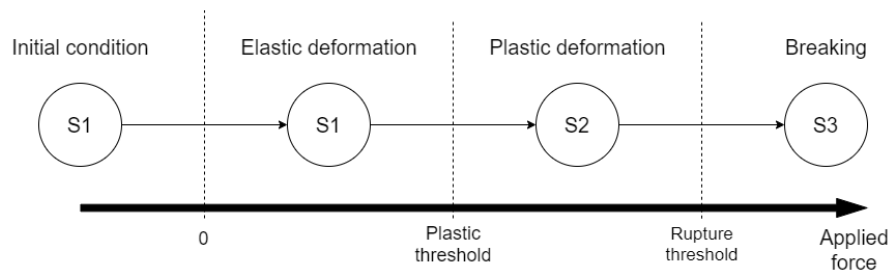 Initial condition
Elastic deformation
Plastic deformation
Breaking
S1
S1
S2
S3
0
Plastic
threshold
Rupture
threshold
Applied
force